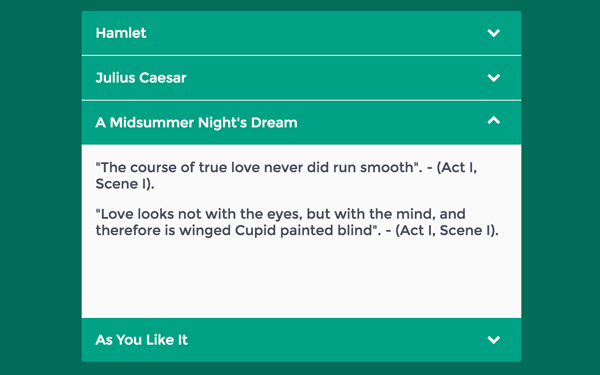 Hamlet
Julius Caesar
A Midsummer Night's Dream
"The course of true love never did run smooth". - (Act I,
Scene I).
"Love looks not with the eyes, but with the mind, and
therefore is winged Cupid painted blind". - (Act I, Scene I).
As You Like It